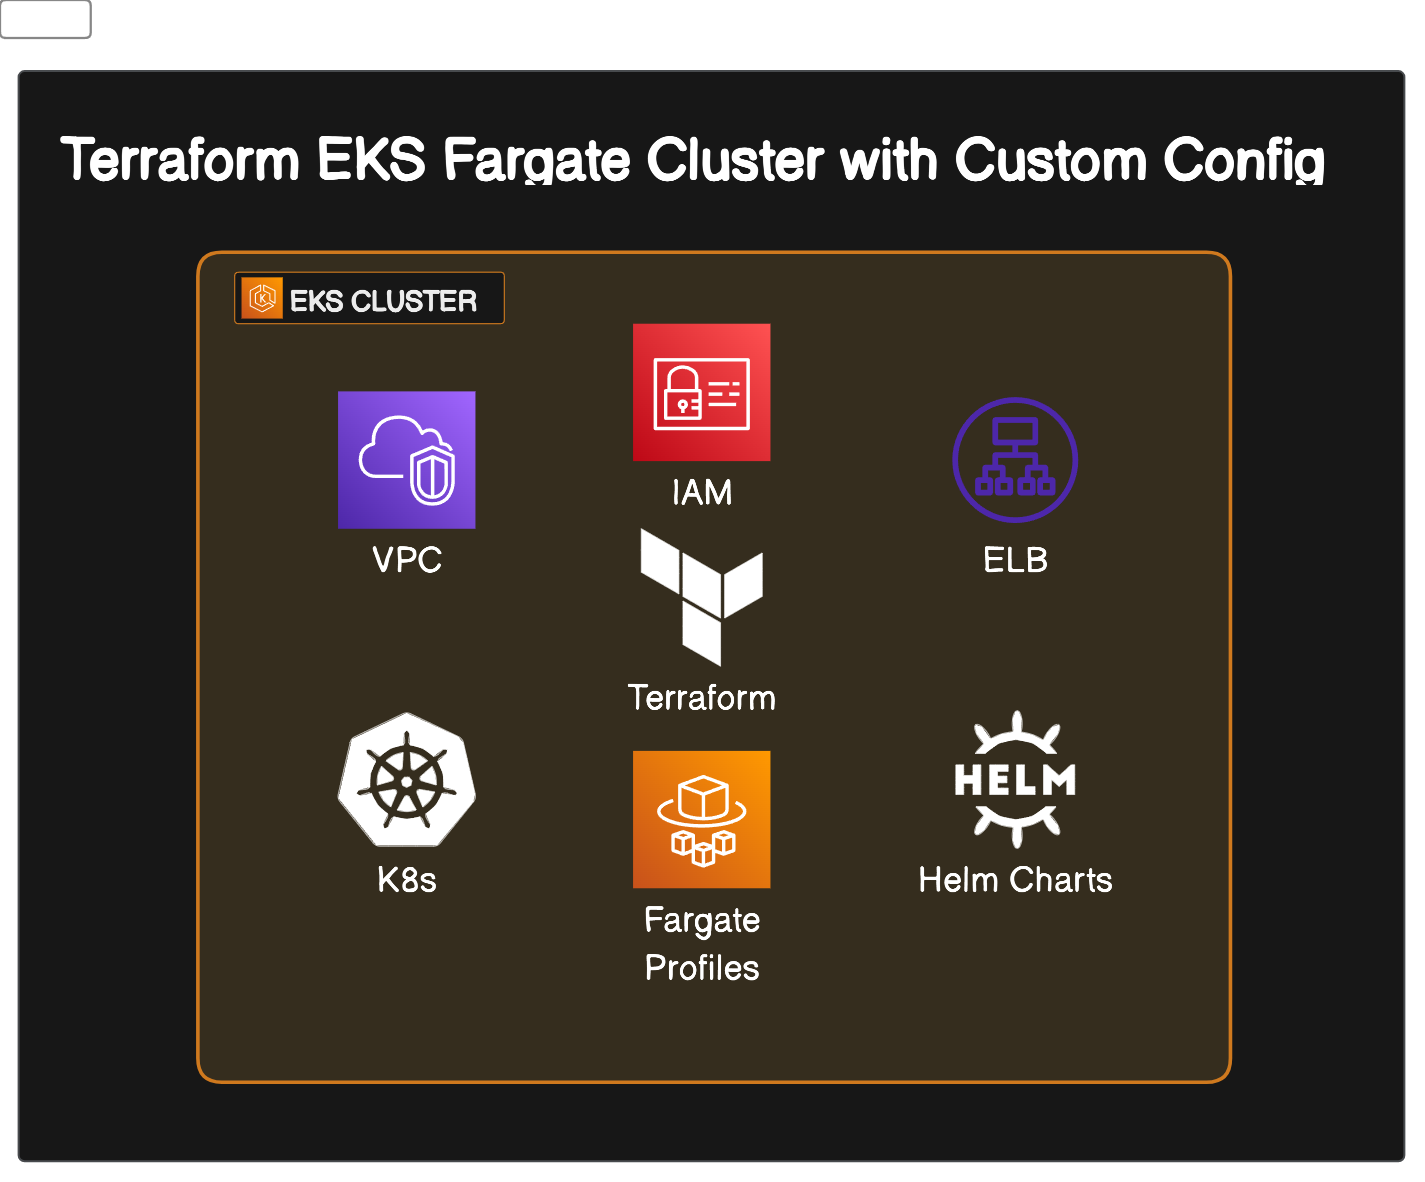 Terraform EKS Fargate Cluster with Custom Config
EKS CLUSTER
IAM
VPC
ELB
Terraform
K8s
HELM
Helm Charts
Fargate
Profiles